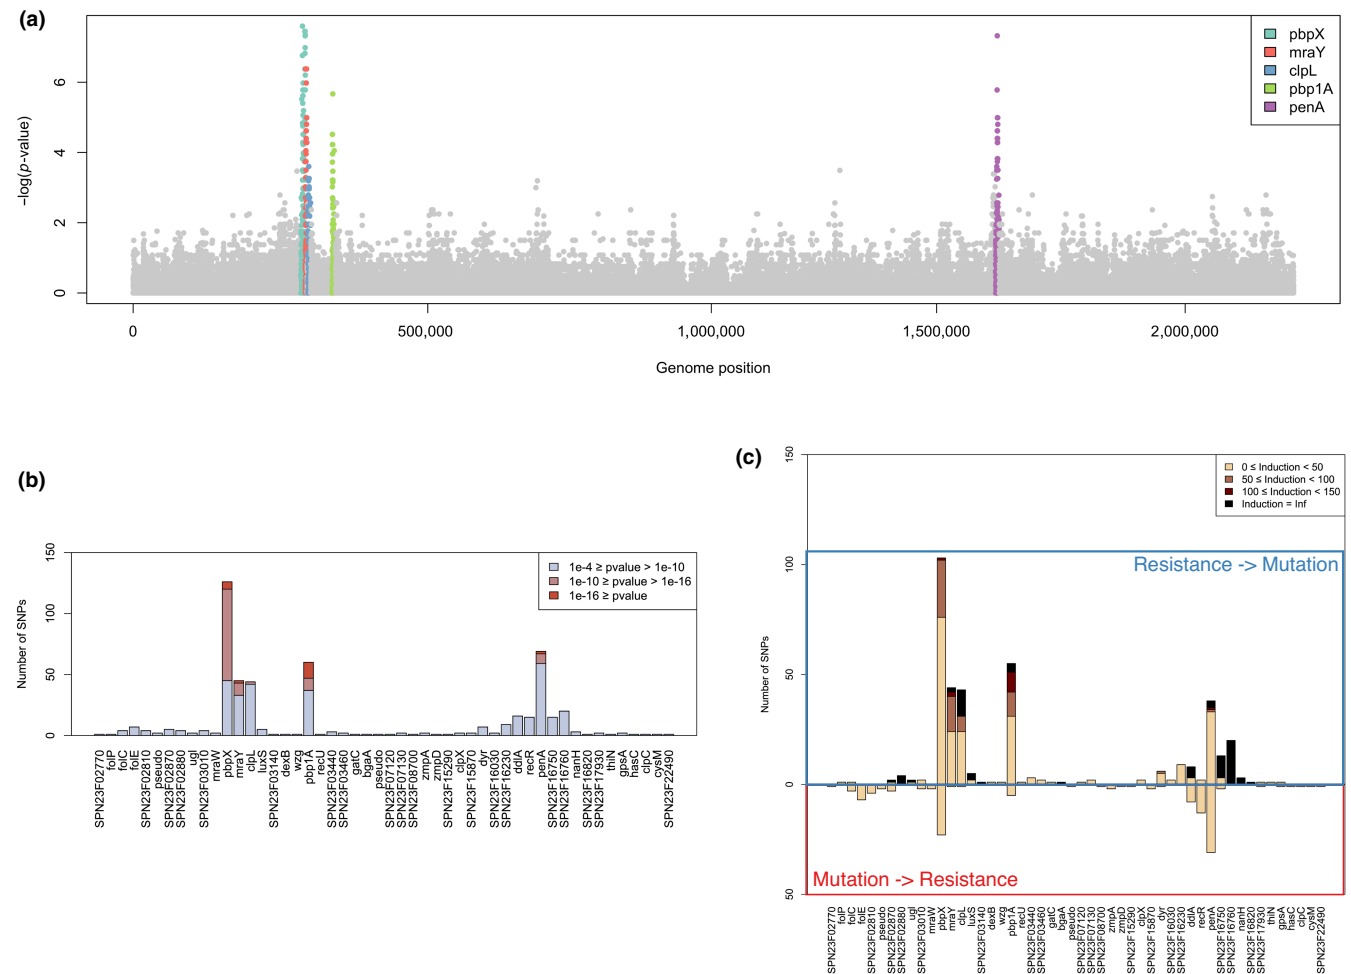 (a)
pbpX
mraY
clpL
pbp1A
penA
−log(p-value)
6
4
2
0
0
500,000
1,000,000
1,500,000
2,000,000
Genome position
(b)
150
100
50
0
Number of SNPs
1e-4 ≥ pvalue > 1e-10
1e-10 ≥ pvalue > 1e-16
1e-16 ≥ pvalue
SPN23F02770
folP
folC
folE
SPN23F02810
pseudo
SPN23F02870
SPN23F02880
ugl
SPN23F03010
mraW
pbpX
mraY
clpL
luxS
SPN23F03140
dexB
wzg
pbp1A
recU
SPN23F03440
SPN23F03460
gatC
bgaA
pseudo
SPN23F07120
SPN23F07130
SPN23F08700
zmpA
zmpD
SPN23F15290
clpX
SPN23F15870
dyr
SPN23F16030
SPN23F16230
ddlA
recR
penA
SPN23F16750
SPN23F16760
nanH
SPN23F16820
SPN23F17930
thiN
gpsA
hasC
clpC
cysM
SPN23F22490
(c)
150
100
50
0
50
Number of SNPs
0 ≤ Induction < 50
50 ≤ Induction < 100
100 ≤ Induction < 150
Induction = Inf
Resistance -> Mutation
Mutation -> Resistance
SPN23F02770
folP
folC
folE
SPN23F02810
pseudo
SPN23F02870
SPN23F02880
ugl
SPN23F03010
mraW
pbpX
mraY
clpL
luxS
SPN23F03140
dexB
wzg
pbp1A
recU
SPN23F03440
SPN23F03460
gatC
bgaA
pseudo
SPN23F07120
SPN23F07130
SPN23F08700
zmpA
zmpD
SPN23F15290
clpX
SPN23F15870
dyr
SPN23F16030
SPN23F16230
ddlA
recR
penA
SPN23F16750
SPN23F16760
nanH
SPN23F16820
SPN23F17930
thiN
gpsA
hasC
clpC
cysM
SPN23F22490